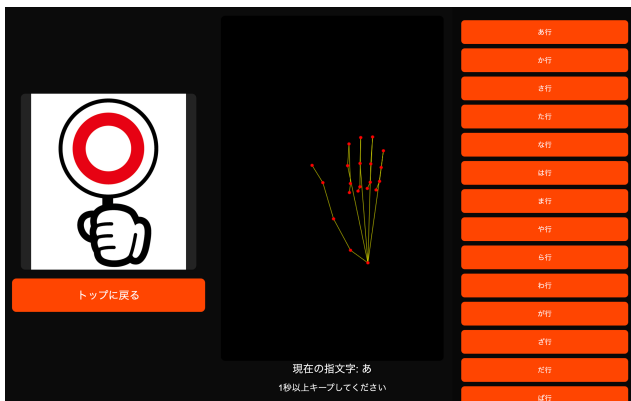 トップに戻る
現在の指文字: あ
1秒以上キープしてください
あ行
か行
さ行
た行
な行
は行
ま行
や行
ら行
わ行
が行
ざ行
だ行
ば行